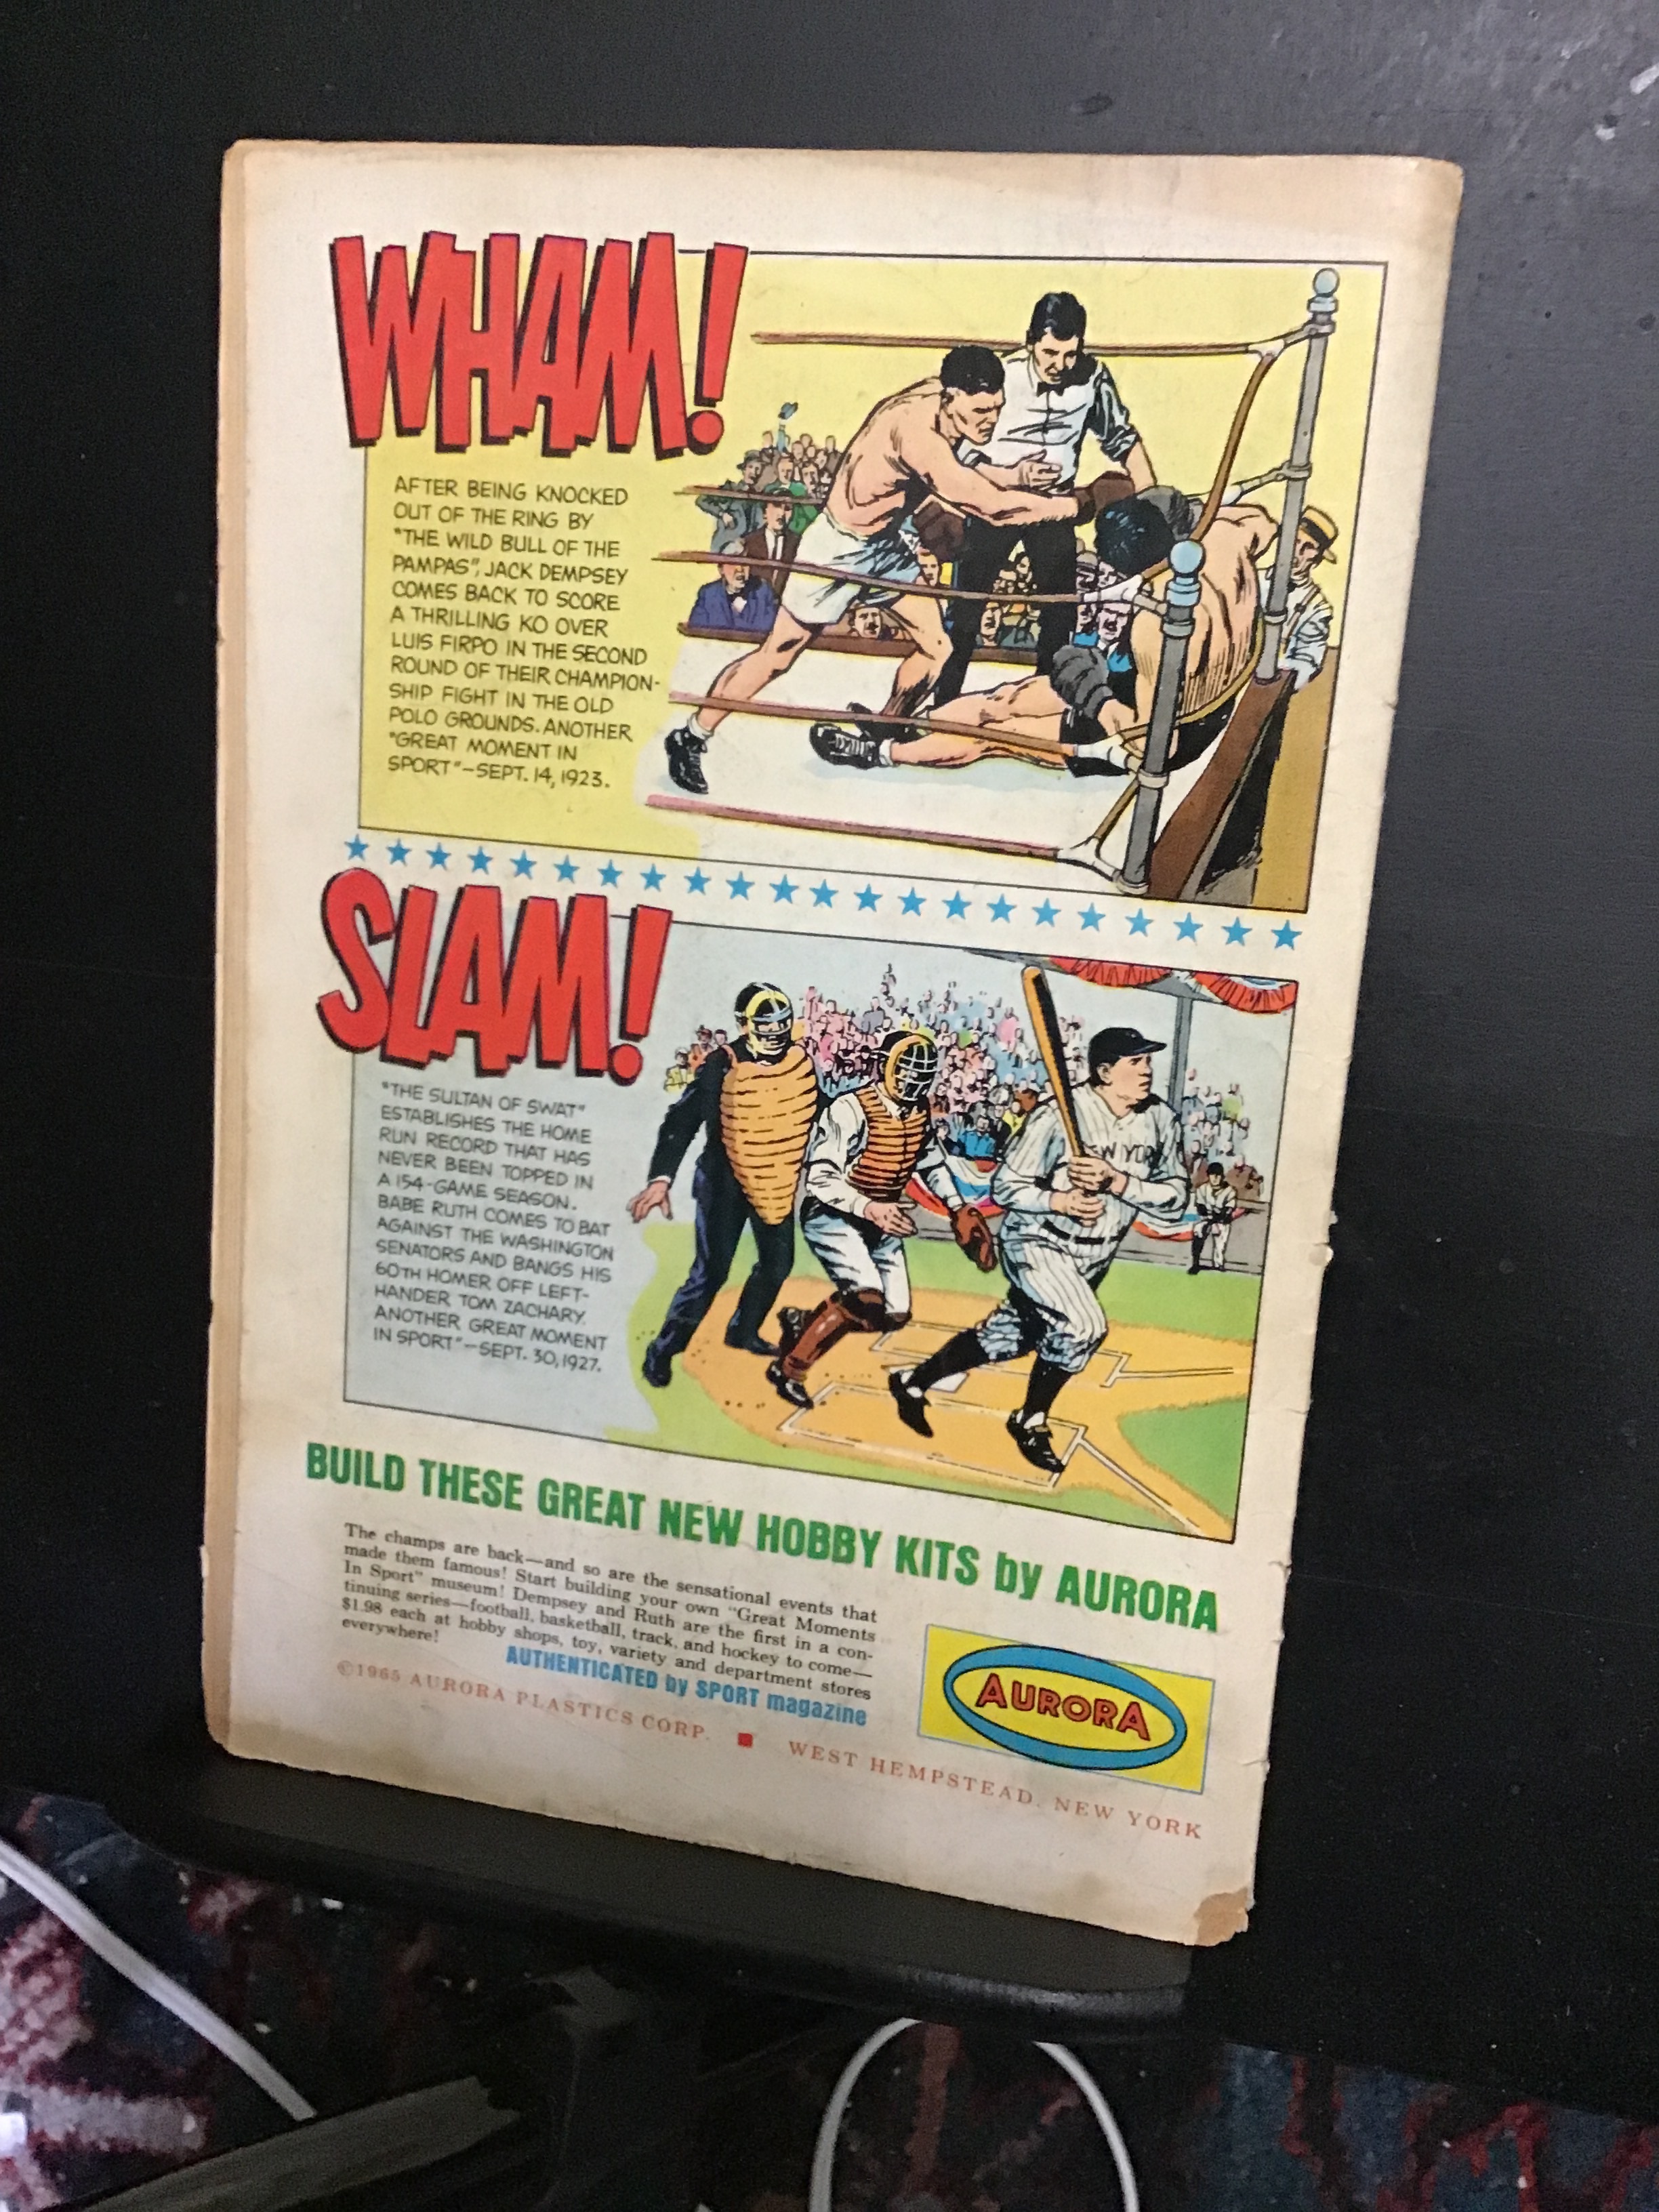 WHAM!
AFTER BEING KNOCKED
OUT OF THE RING BY
"THE WILD BULL OF THE
PAMPAS", JACK DEMPSEY
COMES BACK TO SCORE
A THRILLING KO OVER
LUIS FIRPO IN THE SECOND
ROUND OF THEIR CHAMPION-
SHIP FIGHT IN THE OLD
POLO GROUNDS. ANOTHER
"GREAT MOMENT IN
SPORT"—SEPT. 14, 1923.
SLAM!
"THE SULTAN OF SWAT"
ESTABLISHES THE HOME
RUN RECORD THAT HAS
NEVER BEEN TOPPED IN
A 154-GAME SEASON.
BABE RUTH COMES TO BAT
AGAINST THE WASHINGTON
SENATORS AND BANGS HIS
60TH HOMER OFF LEFT-
HANDER TOM ZACHARY.
ANOTHER GREAT MOMENT
IN SPORT"—SEPT. 30, 1927.
NEW YORK
BUILD THESE GREAT NEW HOBBY KITS by AURORA
The champs are back—and so are the sensational events that
made them famous! Start building your own "Great Moments
In Sport" museum! Dempsey and Ruth are the first in a con-
tinuing series—football, basketball, track, and hockey to come—
$1.98 each at hobby shops, toy, variety and department stores
everywhere!
AUTHENTICATED by SPORT magazine
AURORA
©1965 AURORA PLASTICS CORP. ■ WEST HEMPSTEAD, NEW YORK